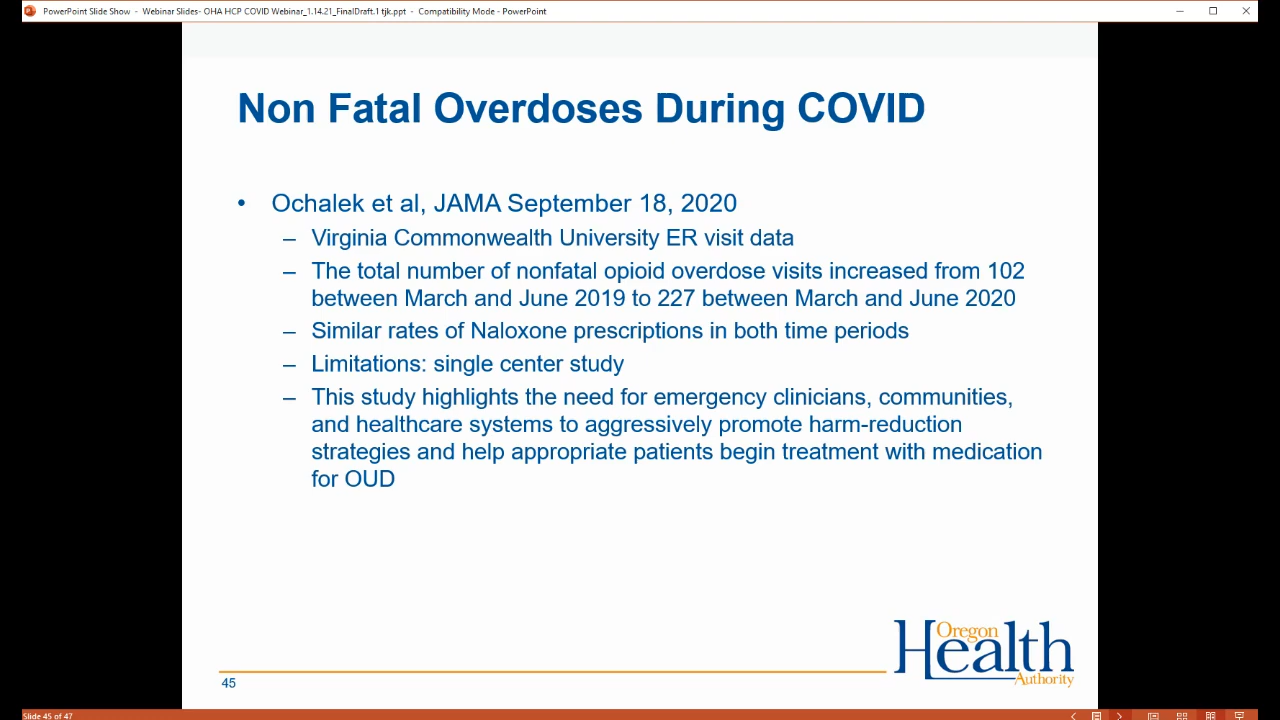 PowerPoint Slide Show - Webinar Slides- OHA HCP COVID Webinar_1.14.21_FinalDraft.1 tjk.ppt - Compatibility Mode - PowerPoint
Non Fatal Overdoses During COVID
• Ochalek et al, JAMA September 18, 2020
– Virginia Commonwealth University ER visit data
– The total number of nonfatal opioid overdose visits increased from 102
between March and June 2019 to 227 between March and June 2020
– Similar rates of Naloxone prescriptions in both time periods
– Limitations: single center study
– This study highlights the need for emergency clinicians, communities,
and healthcare systems to aggressively promote harm-reduction
strategies and help appropriate patients begin treatment with medication
for OUD
Oregon
Health
Authority
45
Slide 45 of 47